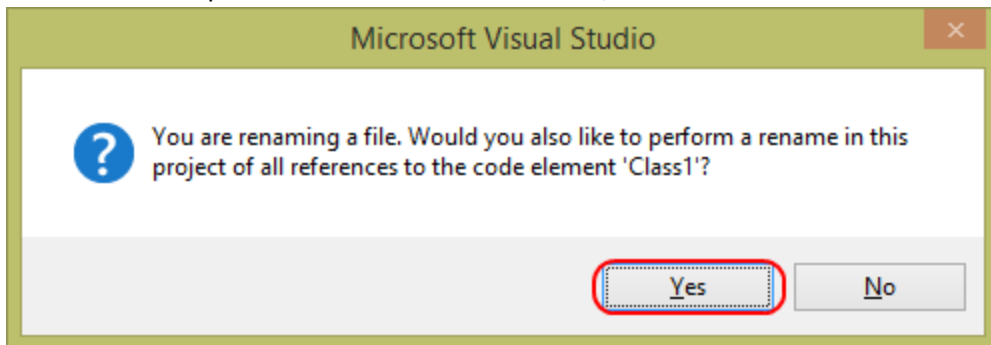 Microsoft Visual Studio
You are renaming a file. Would you also like to perform a rename in this
project of all references to the code element 'Class1'?
Yes
No